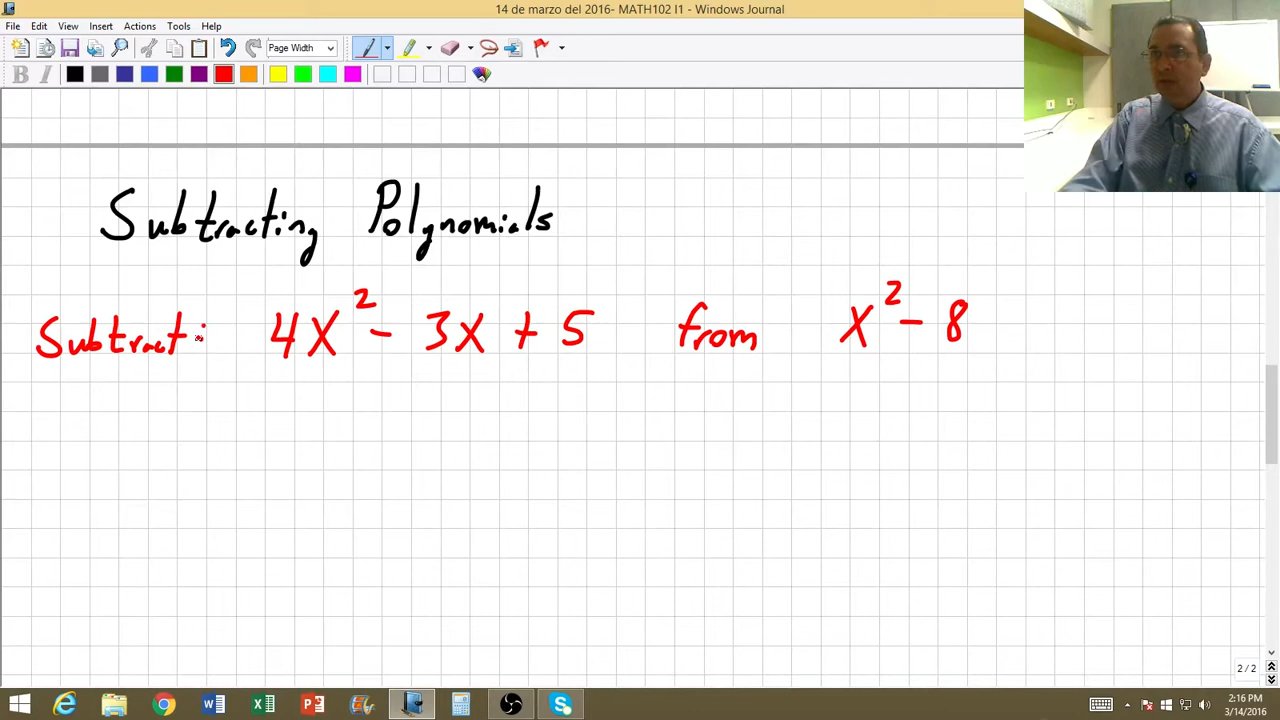 14 de marzo del 2016- MATH102 I1 - Windows Journal
File Edit View Insert Actions Tools Help
Page Width
B I
Subtracting Polynomials
Subtract: 4x² - 3x + 5 from x² - 8
2 / 2
2:16 PM
3/14/2016